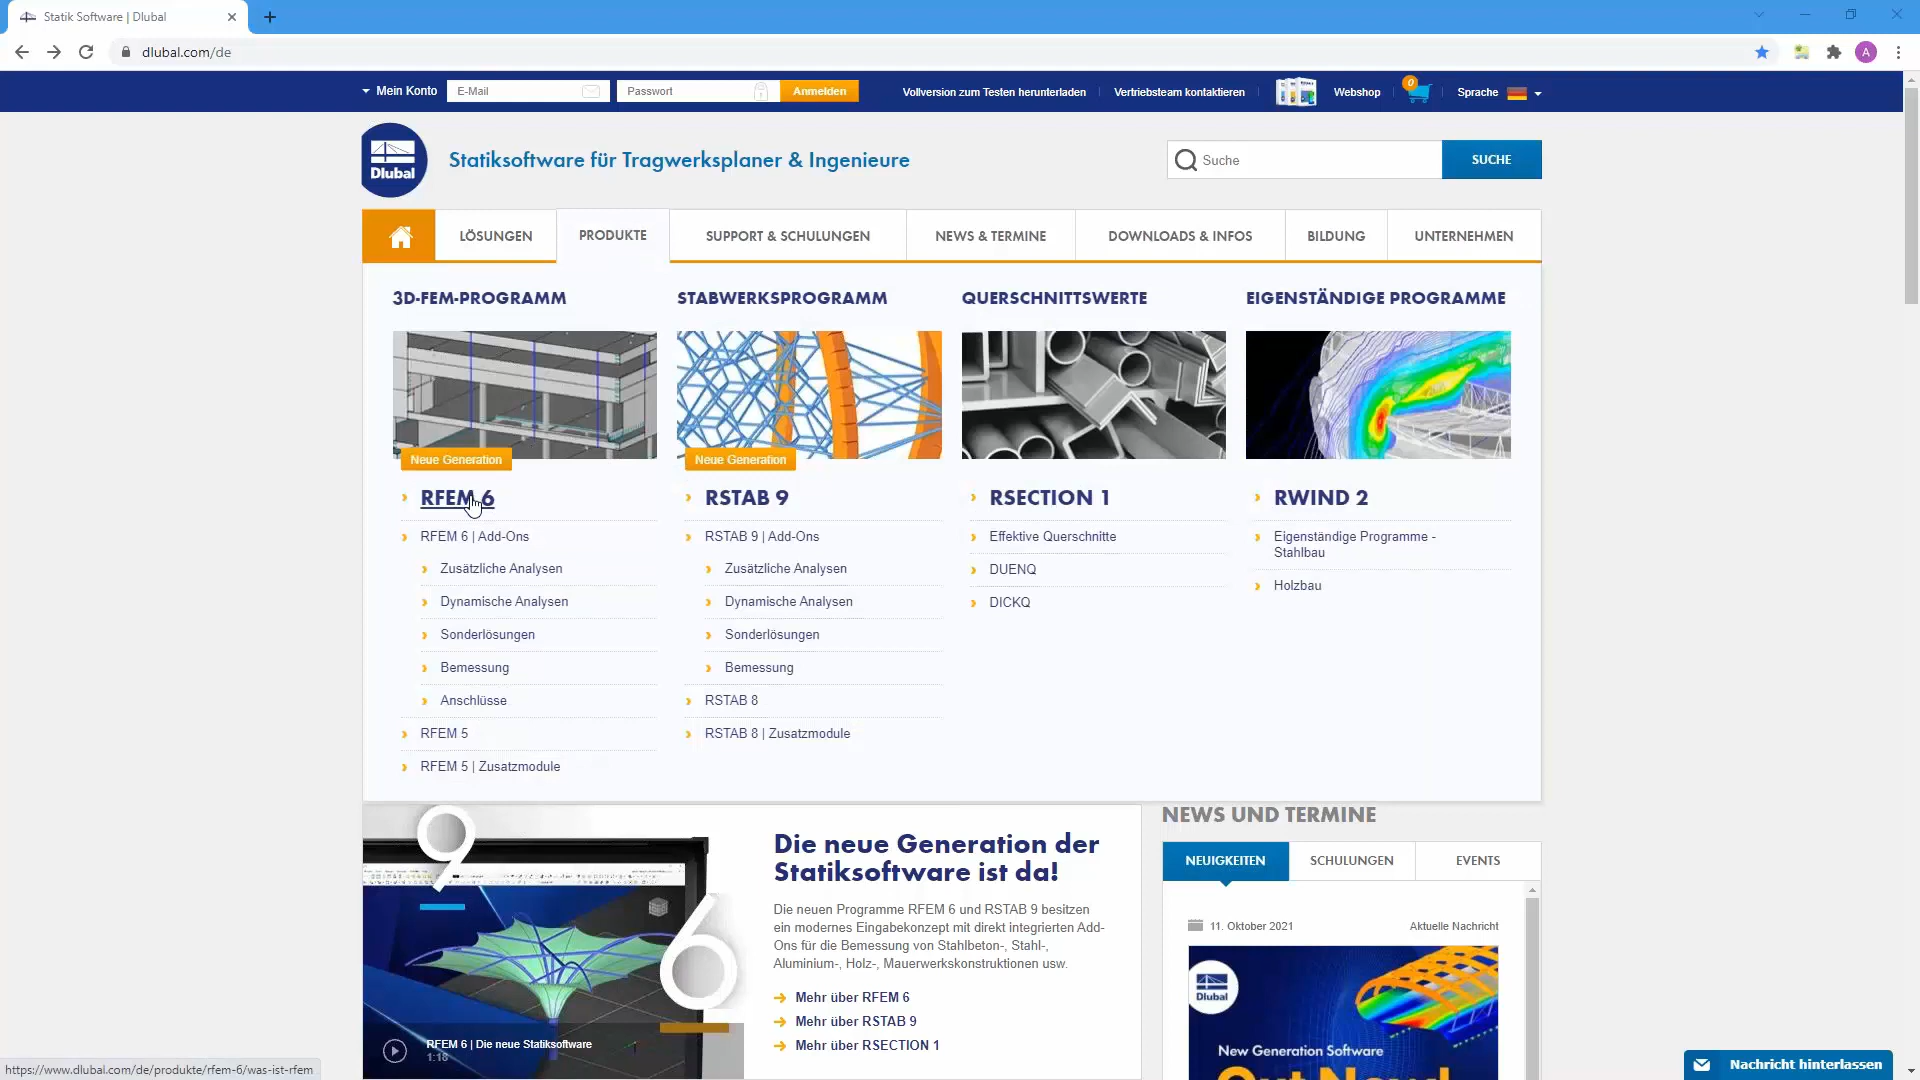 Statik Software | Dlubal
dlubal.com/de
A
Mein Konto
E-Mail
Passwort
Anmelden
Vollversion zum Testen herunterladen
Vertriebsteam kontaktieren
Webshop
0
Sprache
Dlubal
Statiksoftware für Tragwerksplaner & Ingenieure
Suche
SUCHE
LÖSUNGEN
PRODUKTE
SUPPORT & SCHULUNGEN
NEWS & TERMINE
DOWNLOADS & INFOS
BILDUNG
UNTERNEHMEN
3D-FEM-PROGRAMM
Neue Generation
RFEM 6
RFEM 6 | Add-Ons
Zusätzliche Analysen
Dynamische Analysen
Sonderlösungen
Bemessung
Anschlüsse
RFEM 5
RFEM 5 | Zusatzmodule
STABWERKSPROGRAMM
Neue Generation
RSTAB 9
RSTAB 9 | Add-Ons
Zusätzliche Analysen
Dynamische Analysen
Sonderlösungen
Bemessung
RSTAB 8
RSTAB 8 | Zusatzmodule
QUERSCHNITTSWERTE
RSECTION 1
Effektive Querschnitte
DUENQ
DICKQ
EIGENSTÄNDIGE PROGRAMME
RWIND 2
Eigenständige Programme -
Stahlbau
Holzbau
9
6
RFEM 6 | Die neue Statiksoftware
1:18
Die neue Generation der
Statiksoftware ist da!
Die neuen Programme RFEM 6 und RSTAB 9 besitzen
ein modernes Eingabekonzept mit direkt integrierten Add-
Ons für die Bemessung von Stahlbeton-, Stahl-,
Aluminium-, Holz-, Mauerwerkskonstruktionen usw.
Mehr über RFEM 6
Mehr über RSTAB 9
Mehr über RSECTION 1
NEWS UND TERMINE
NEUIGKEITEN
SCHULUNGEN
EVENTS
11. Oktober 2021
Aktuelle Nachricht
Dlubal
New Generation Software
Out Now!
Nachricht hinterlassen
https://www.dlubal.com/de/produkte/rfem-6/was-ist-rfem